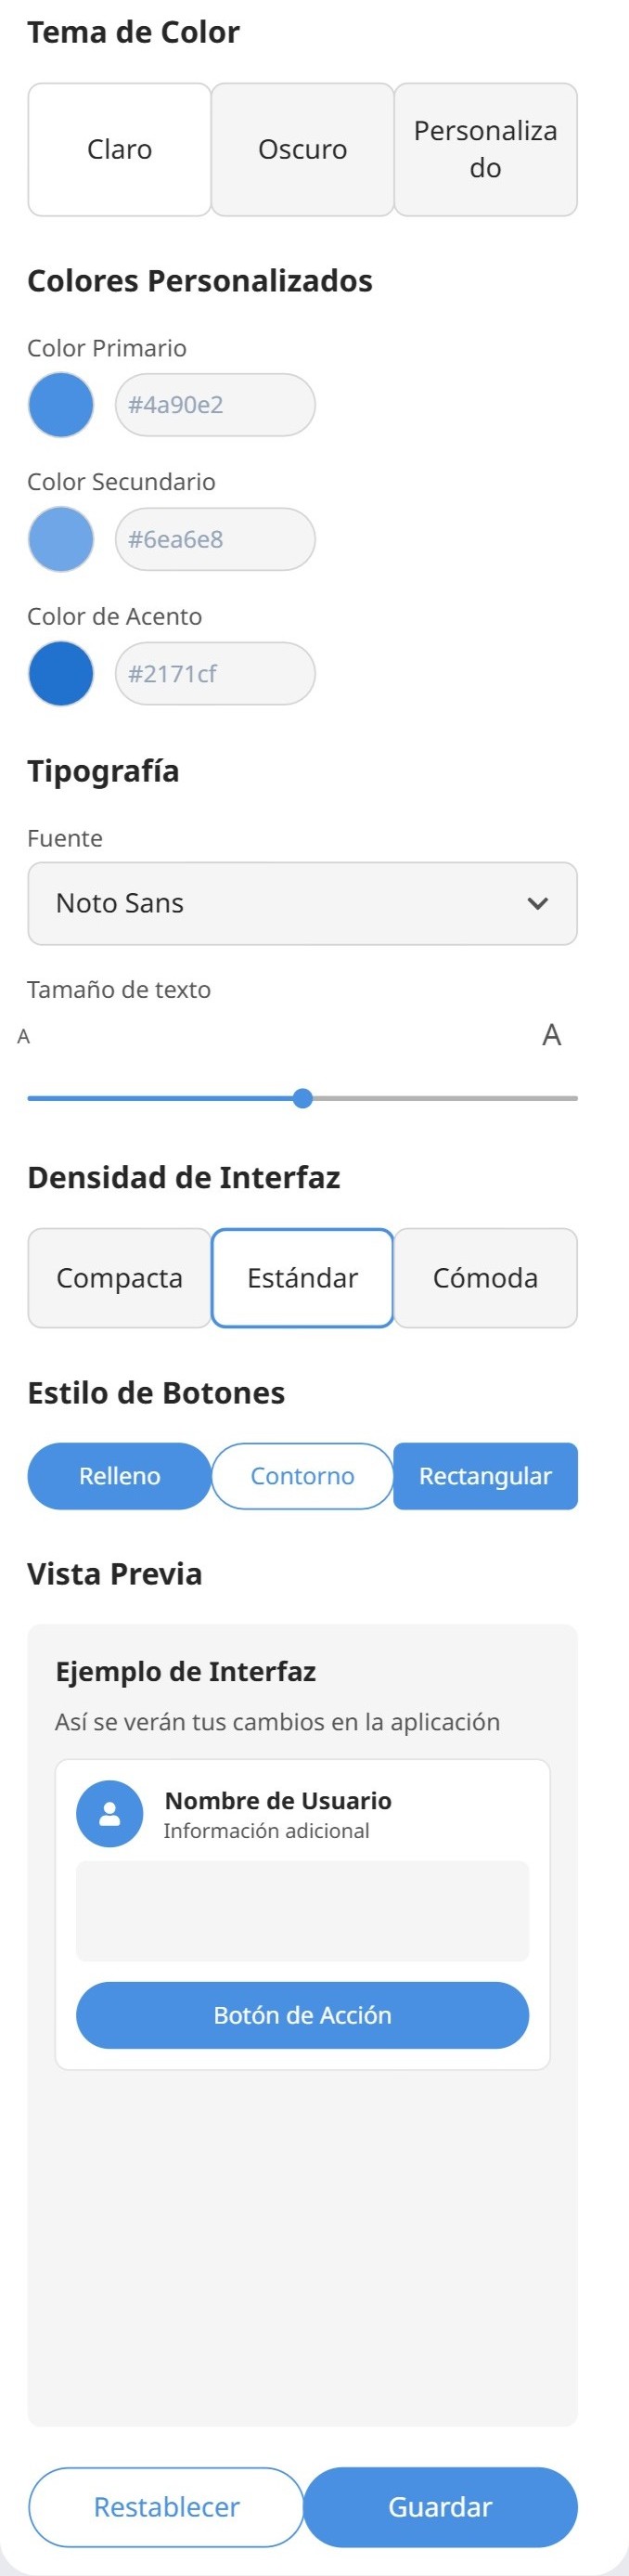 Tema de Color
Claro
Oscuro
Personaliza
do
Colores Personalizados
Color Primario
#4a90e2
Color Secundario
#6ea6e8
Color de Acento
#2171cf
Tipografía
Fuente
Noto Sans
Tamaño de texto
A
A
Densidad de Interfaz
Compacta
Estándar
Cómoda
Estilo de Botones
Relleno
Contorno
Rectangular
Vista Previa
Ejemplo de Interfaz
Así se verán tus cambios en la aplicación
Nombre de Usuario
Información adicional
Botón de Acción
Restablecer
Guardar